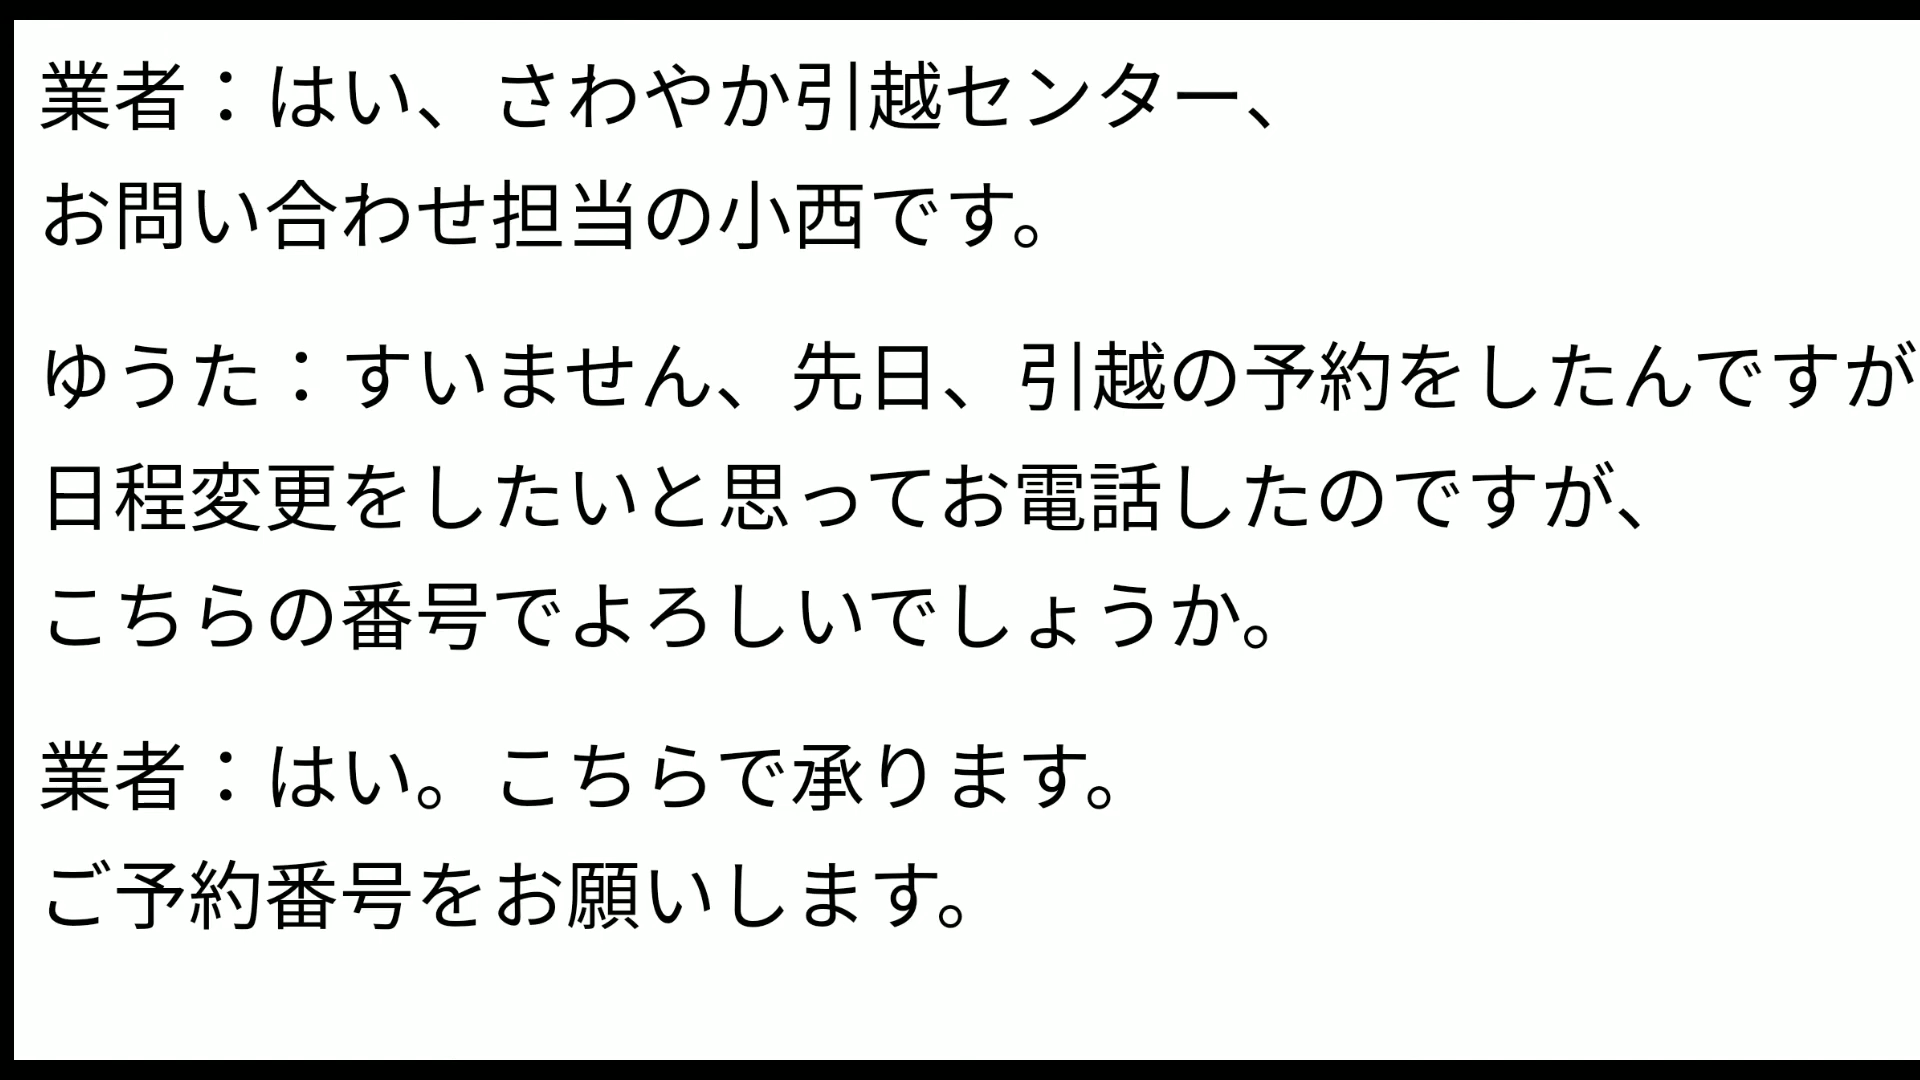 業者：はい、さわやか引越センター、
お問い合わせ担当の小西です。
ゆうた：すいません、先日、引越の予約をしたんですが
日程変更をしたいと思ってお電話したのですが、
こちらの番号でよろしいでしょうか。
業者：はい。こちらで承ります。
ご予約番号をお願いします。